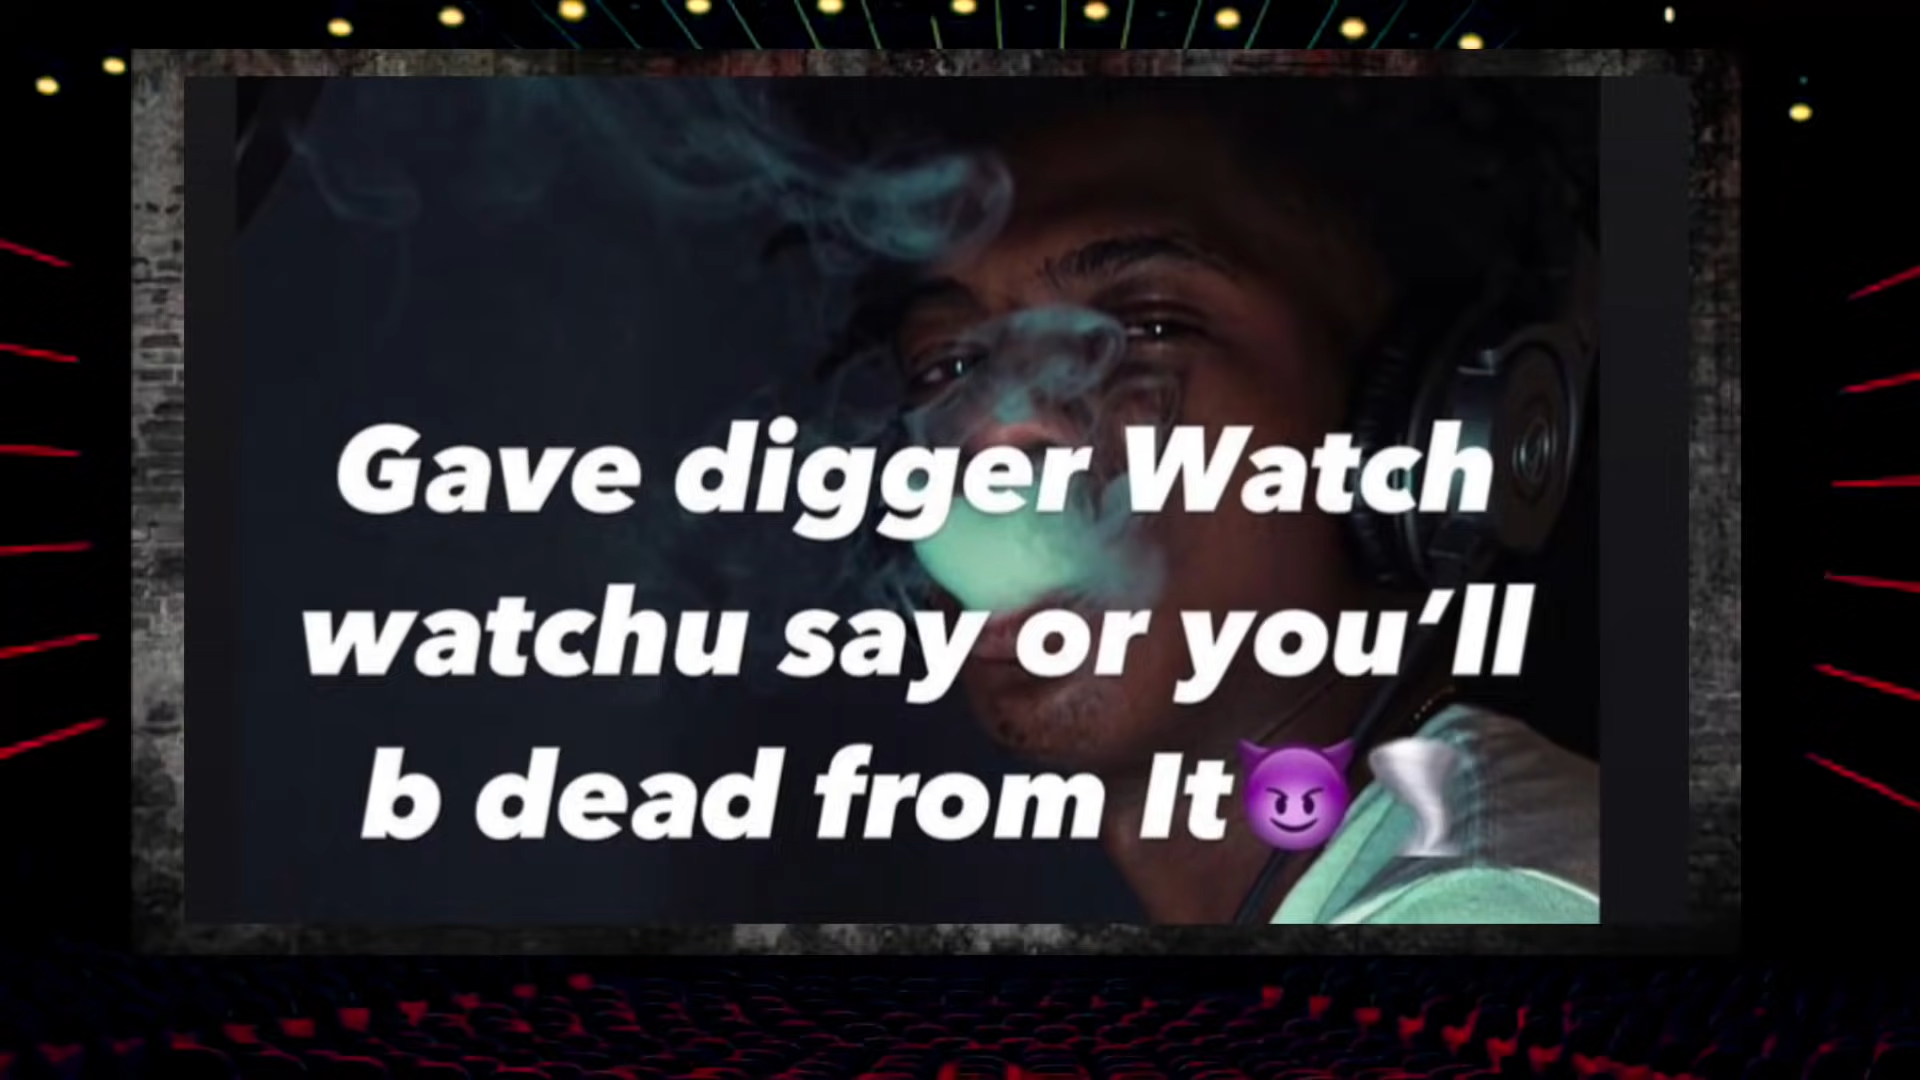 Gave digger Watch
watchu say or you’ll
b dead from It😈🌪️